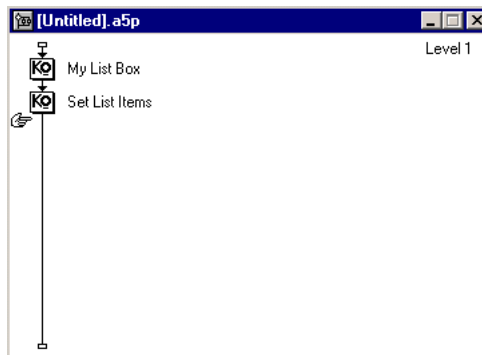 [Untitled].a5p
Level 1
KO My List Box
KO Set List Items